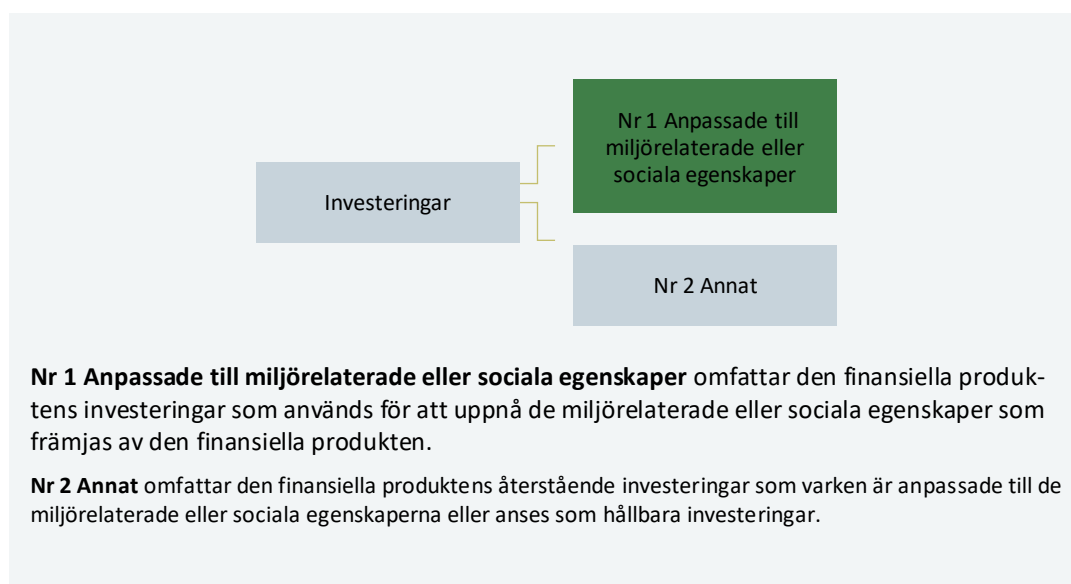 Nr 1 Anpassade till
miljörelaterade eller
sociala egenskaper
Investeringar
Nr 2 Annat
Nr 1 Anpassade till miljörelaterade eller sociala egenskaper omfattar den finansiella produk-
tens investeringar som används för att uppnå de miljörelaterade eller sociala egenskaper som
främjas av den finansiella produkten.
Nr 2 Annat omfattar den finansiella produktens återstående investeringar som varken är anpassade till de
miljörelaterade eller sociala egenskaperna eller anses som hållbara investeringar.